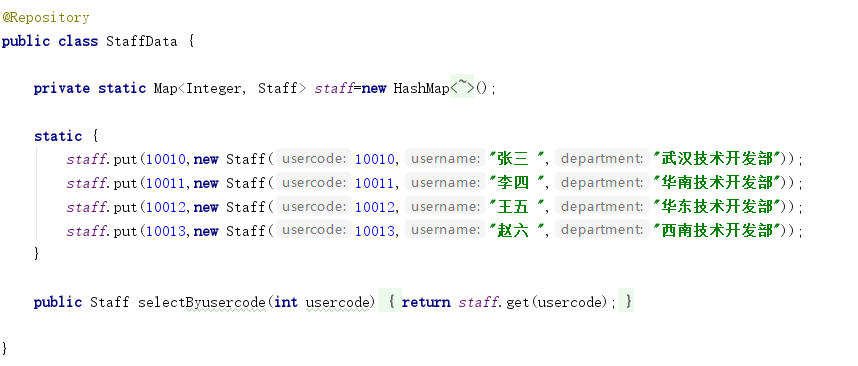 @Repository
public class StaffData {
private static Map<Integer, Staff> staff=new HashMap<~>();
static {
staff.put(10010,new Staff( usercode: 10010, username: "张三 ", department: "武汉技术开发部"));
staff.put(10011,new Staff( usercode: 10011, username: "李四 ", department: "华南技术开发部"));
staff.put(10012,new Staff( usercode: 10012, username: "王五 ", department: "华东技术开发部"));
staff.put(10013,new Staff( usercode: 10013, username: "赵六 ", department: "西南技术开发部"));
}
public Staff selectByusercode(int usercode) { return staff.get(usercode); }
}